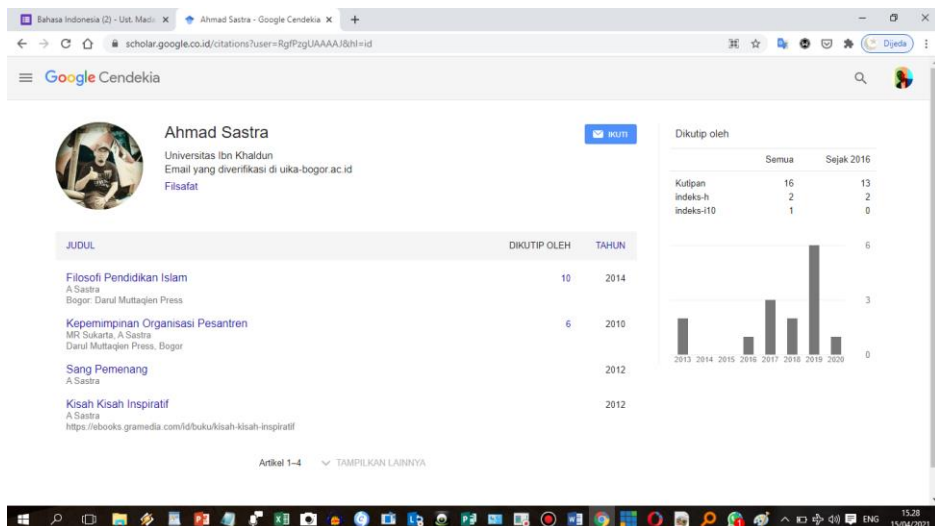 Bahasa Indonesia (2) - Ust. Madi
Ahmad Sastra - Google Cendekia
scholar.google.co.id/citations?user=RgfPzgUAAAAJ&hl=id
Dijeda
Google Cendekia
Ahmad Sastra
IKUTI
Universitas Ibn Khaldun
Email yang diverifikasi di uika-bogor.ac.id
Filsafat
JUDUL DIKUTIP OLEH TAHUN
Filosofi Pendidikan Islam 10 2014
A Sastra
Bogor: Darul Muttaqien Press
Kepemimpinan Organisasi Pesantren 6 2010
MR Sukarta, A Sastra
Darul Muttaqien Press, Bogor
Sang Pemenang 2012
A Sastra
Kisah Kisah Inspiratif 2012
A Sastra
https://ebooks.gramedia.com/id/buku/kisah-kisah-inspiratif
Artikel 1–4 TAMPILKAN LAINNYA
Dikutip oleh
Semua Sejak 2016
Kutipan 16 13
indeks-h 2 2
indeks-i10 1 0
6
3
0
2013 2014 2015 2016 2017 2018 2019 2020
ENG
15.28
15/04/2021